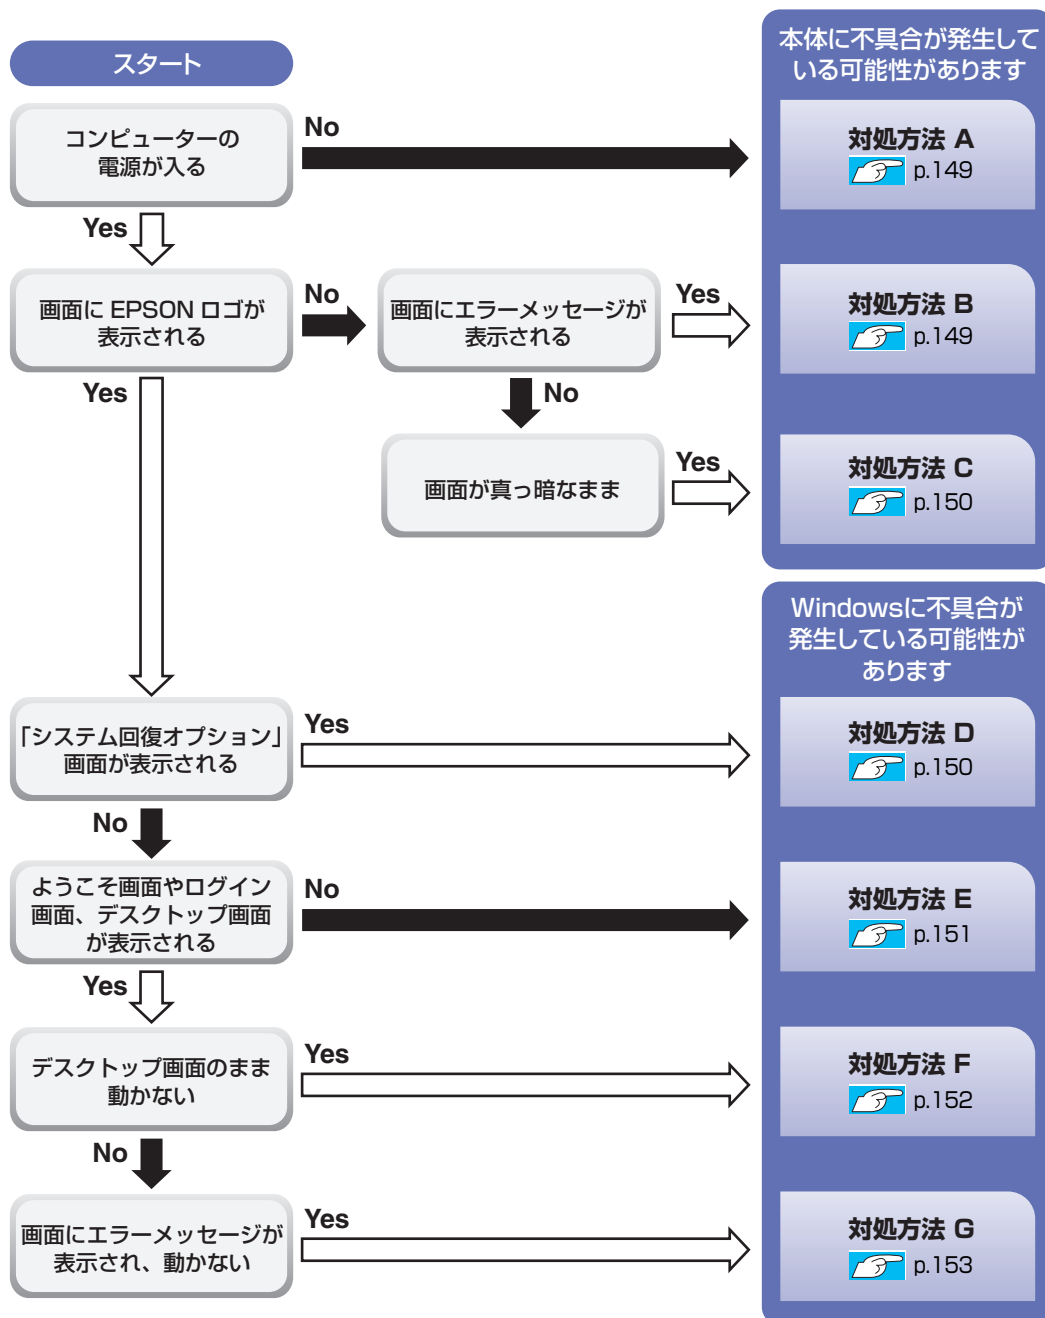 スタート
本体に不具合が発生して
いる可能性があります
コンピューターの
電源が入る
No
対処方法 A
p.149
Yes
画面に EPSON ロゴが
表示される
No
画面にエラーメッセージが
表示される
Yes
対処方法 B
p.149
Yes
No
画面が真っ暗なまま
Yes
対処方法 C
p.150
Windowsに不具合が
発生している可能性が
あります
「システム回復オプション」
画面が表示される
Yes
対処方法 D
p.150
No
ようこそ画面やログイン
画面、デスクトップ画面
が表示される
No
対処方法 E
p.151
Yes
デスクトップ画面のまま
動かない
Yes
対処方法 F
p.152
No
画面にエラーメッセージが
表示され、動かない
Yes
対処方法 G
p.153